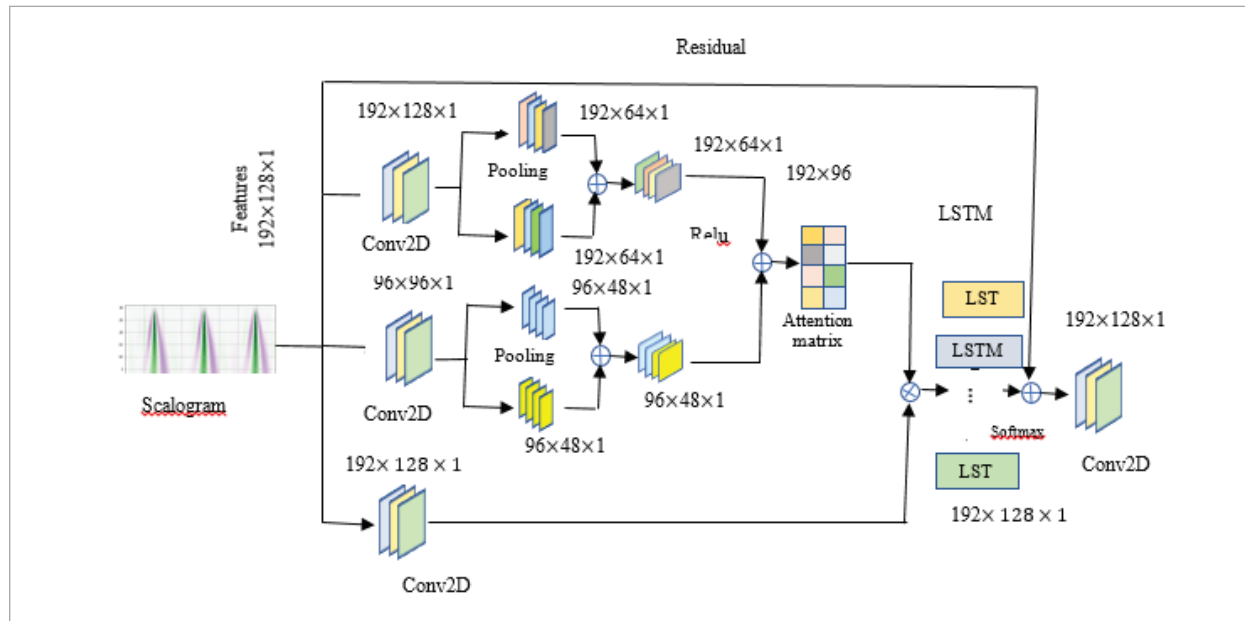 Residual
192×128×1
192×64×1
Features
192×128×1
192×64×1
Pooling
192×96
LSTM
Conv2D
192×64×1
Relu
96×96×1
96×48×1
LST
Attention
matrix
192×128×1
Pooling
LSTM
Scalogram
Conv2D
96×48×1
96×48×1
Softmax
192× 128 × 1
LST
Conv2D
192× 128 × 1
Conv2D